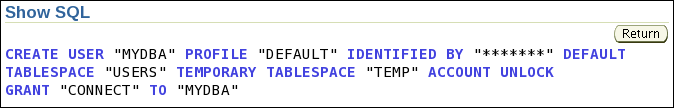 Show SQL
Return
CREATE USER "MYDBA" PROFILE "DEFAULT" IDENTIFIED BY "*******" DEFAULT
TABLESPACE "USERS" TEMPORARY TABLESPACE "TEMP" ACCOUNT UNLOCK
GRANT "CONNECT" TO "MYDBA"